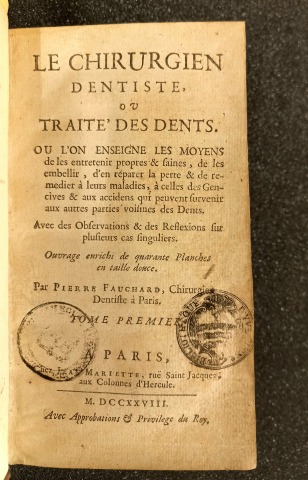 LE CHIRURGIEN
DENTISTE,
OU
TRAITE' DES DENTS.
OU L'ON ENSEIGNE LES MOYENS
de les entretenir propres & saines, de les
embellir, d'en réparer la perte & de re-
medier à leurs maladies, à celles des Gen-
cives & aux accidens qui peuvent survenir
aux autres parties voisines des Dents.
Avec des Observations & des Reflexions sur
plusieurs cas singuliers.
Ouvrage enrichi de quarante Planches
en taille douce.
Par PIERRE FAUCHARD, Chirurgien
Dentiste à Paris.
TOME PREMIER
A PARIS,
MARIETTE, ruë Saint Jacques,
aux Colonnes d'Hercule.
M. DCCXXVIII.
Avec Approbations & Privilege du Roy.